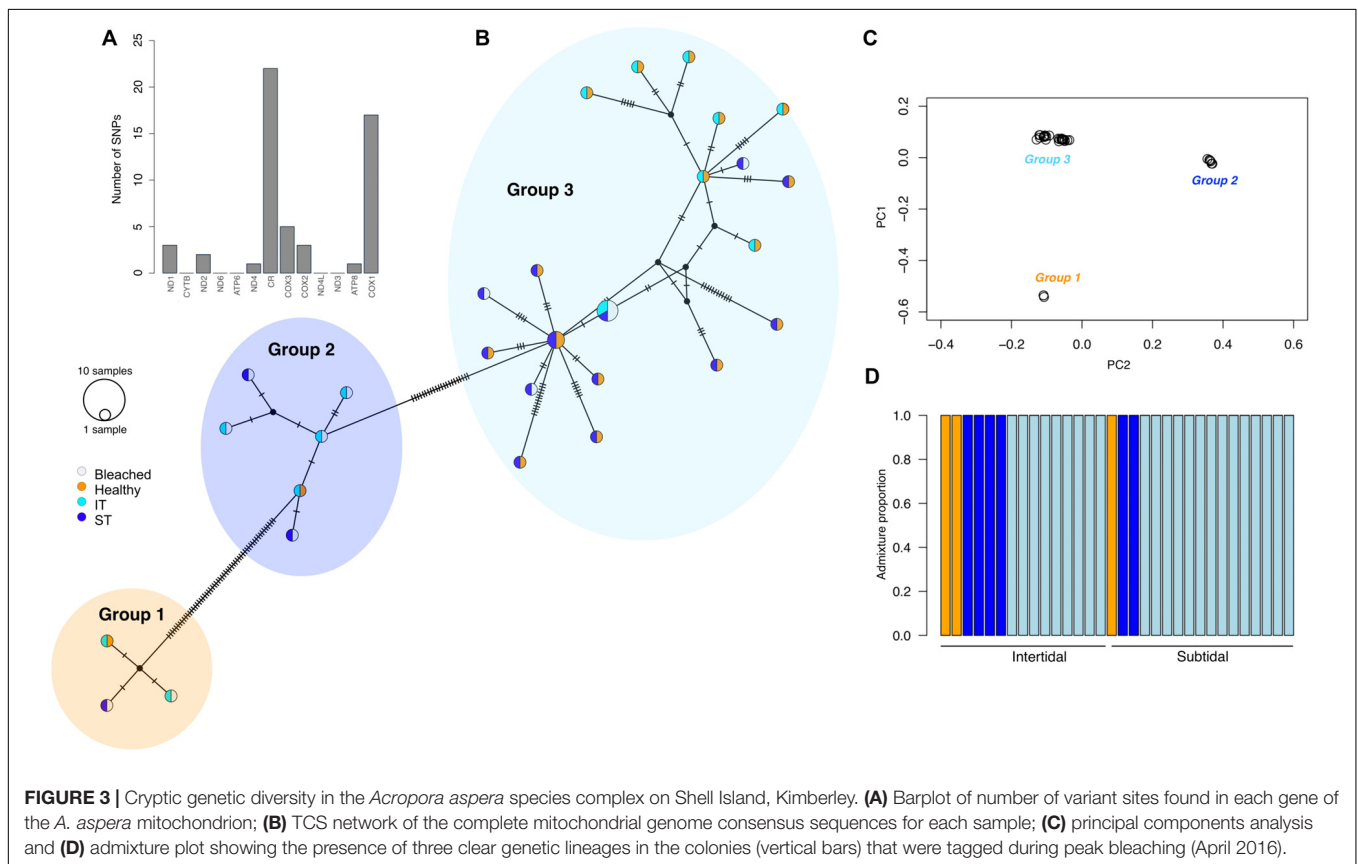 A
25
20
15
10
5
0
Number of SNPs
ND1
CYTB
ND2
ND6
ATP6
ND4
CR
COX3
COX2
ND4L
ND3
ATP8
COX1
B
Group 3
Group 2
Group 1
10 samples
1 sample
Bleached
Healthy
IT
ST
C
0.2
0.0
−0.2
−0.4
−0.6
PC1
Group 3
Group 2
Group 1
−0.4
−0.2
0.0
0.2
0.4
0.6
PC2
D
1.0
0.8
0.6
0.4
0.2
0.0
Admixture proportion
Intertidal
Subtidal
FIGURE 3 | Cryptic genetic diversity in the Acropora aspera species complex on Shell Island, Kimberley. (A) Barplot of number of variant sites found in each gene of
the A. aspera mitochondrion; (B) TCS network of the complete mitochondrial genome consensus sequences for each sample; (C) principal components analysis
and (D) admixture plot showing the presence of three clear genetic lineages in the colonies (vertical bars) that were tagged during peak bleaching (April 2016).